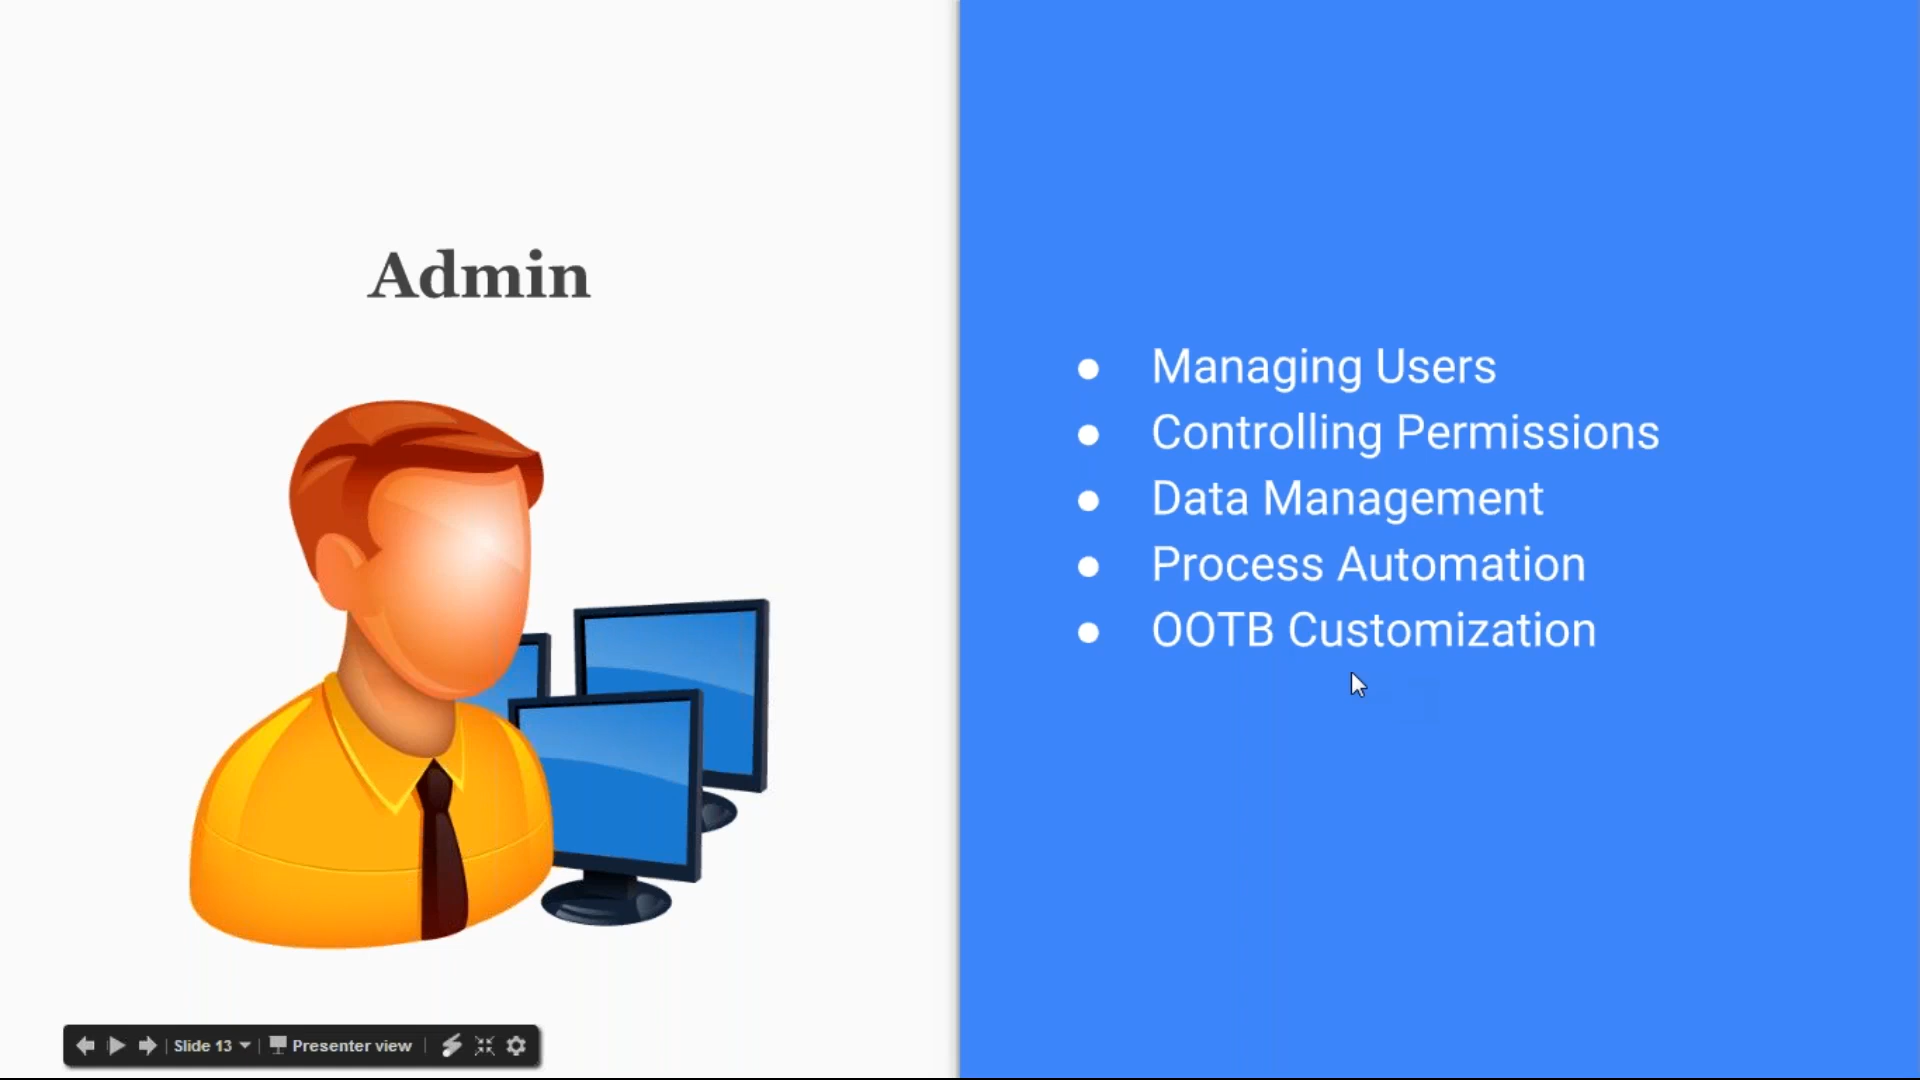 Admin
● Managing Users
● Controlling Permissions
● Data Management
● Process Automation
● OOTB Customization
Slide 13 Presenter view